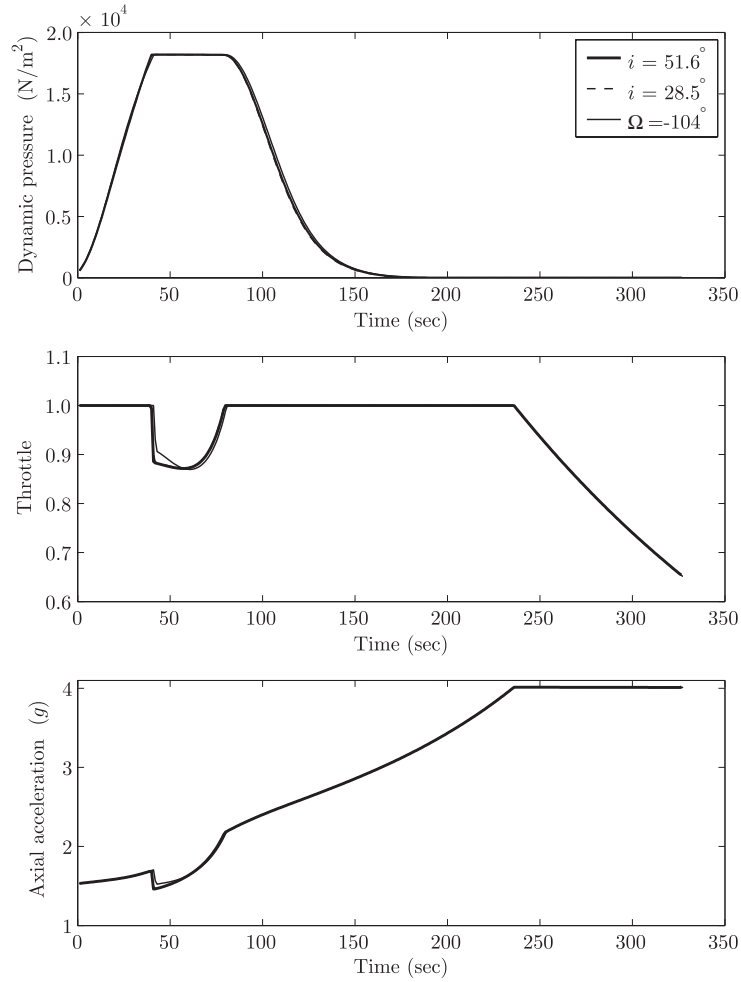 × 10⁴
2.0
1.5
1.0
0.5
0
Dynamic pressure (N/m²)
i = 51.6°
i = 28.5°
Ω =-104°
0 50 100 150 200 250 300 350
Time (sec)
1.1
1.0
0.9
0.8
0.7
0.6
Throttle
0 50 100 150 200 250 300 350
Time (sec)
4
3
2
1
Axial acceleration (g)
0 50 100 150 200 250 300 350
Time (sec)